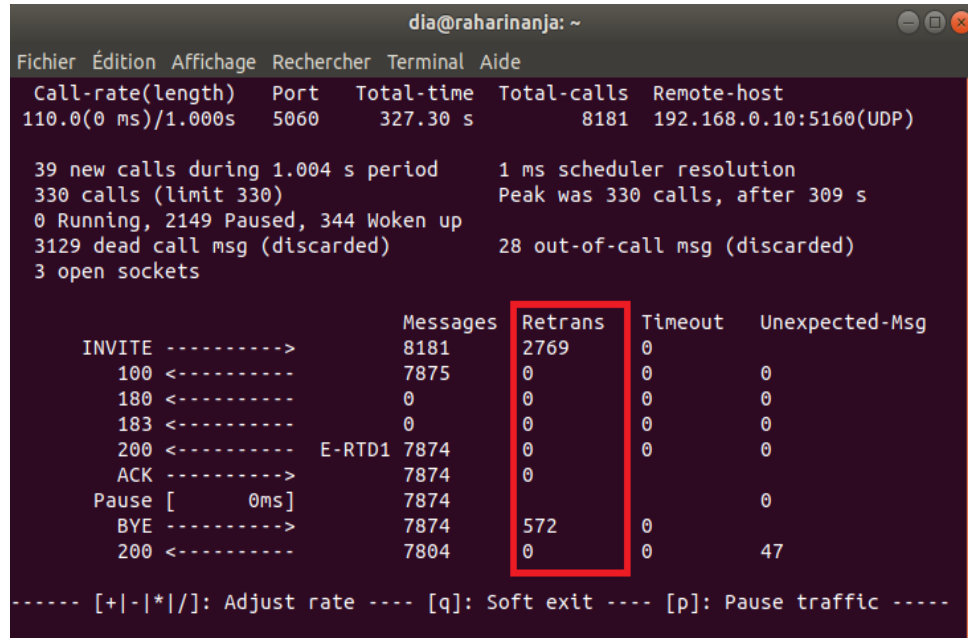 dia@raharinanja: ~
Fichier Édition Affichage Rechercher Terminal Aide
Call-rate(length) Port Total-time Total-calls Remote-host
110.0(0 ms)/1.000s 5060 327.30 s 8181 192.168.0.10:5160(UDP)
39 new calls during 1.004 s period 1 ms scheduler resolution
330 calls (limit 330) Peak was 330 calls, after 309 s
0 Running, 2149 Paused, 344 Woken up
3129 dead call msg (discarded) 28 out-of-call msg (discarded)
3 open sockets
Messages Retrans Timeout Unexpected-Msg
INVITE ----------> 8181 2769 0
100 <---------- 7875 0 0 0
180 <---------- 0 0 0 0
183 <---------- 0 0 0 0
200 <---------- E-RTD1 7874 0 0 0
ACK ----------> 7874 0
Pause [ 0ms] 7874 0
BYE ----------> 7874 572 0
200 <---------- 7804 0 0 47
------ [+|-|*|/]: Adjust rate ---- [q]: Soft exit ---- [p]: Pause traffic -----